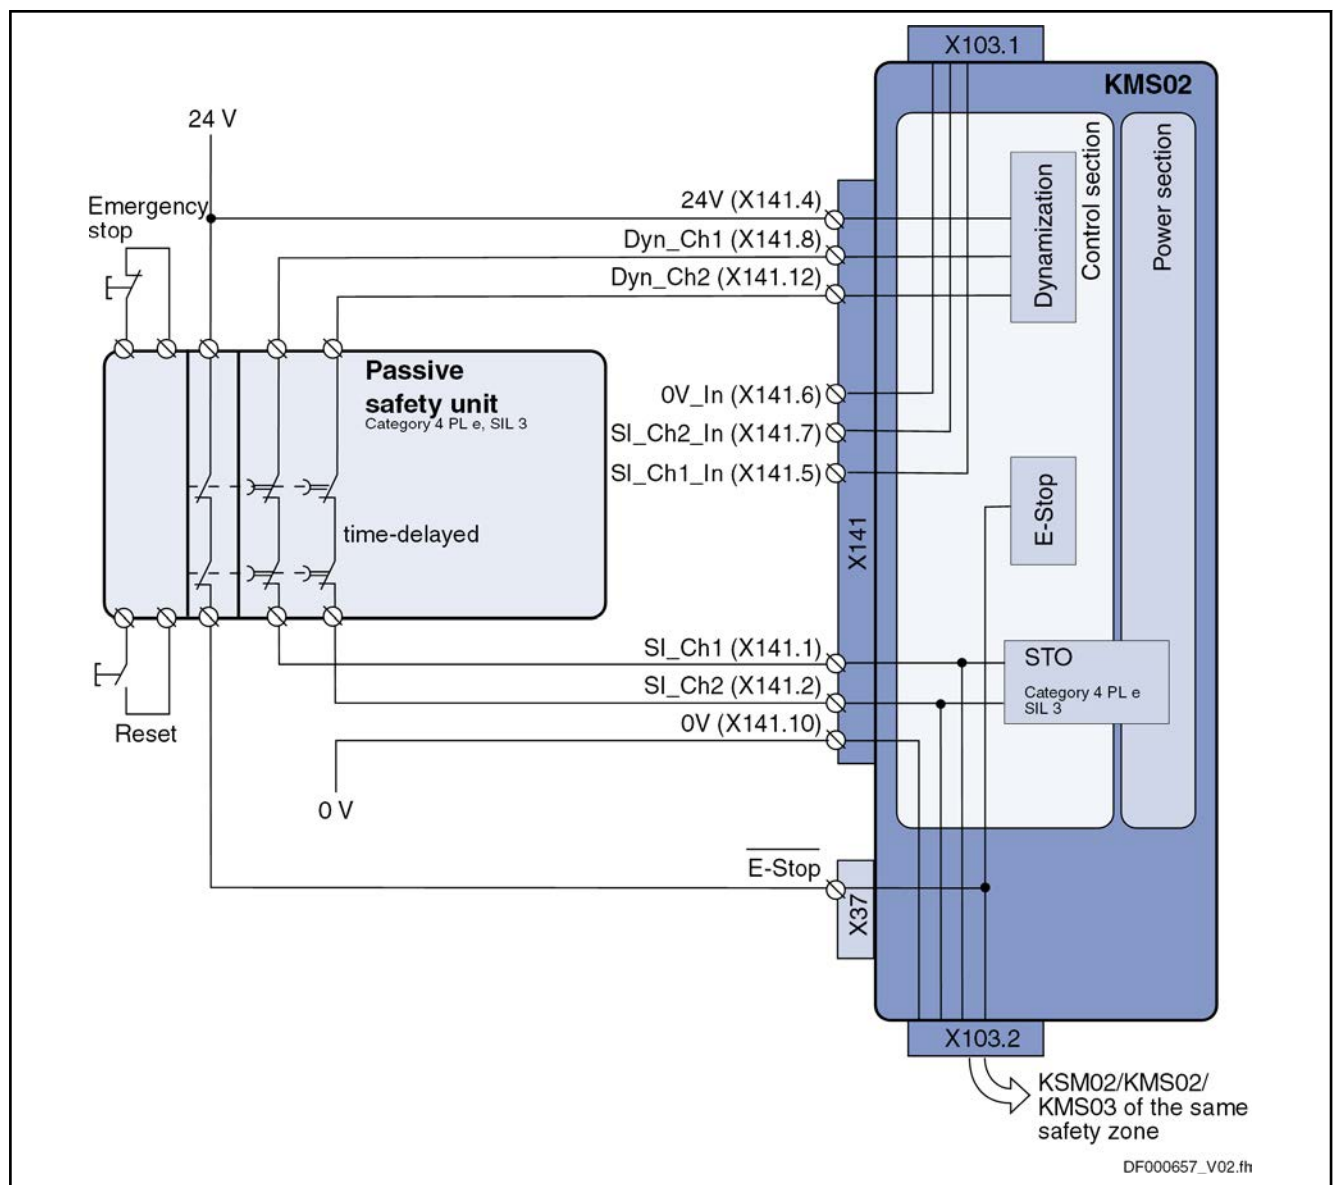 X103.1
KMS02
24 V
Emergency
stop
24V (X141.4)
Dyn_Ch1 (X141.8)
Dyn_Ch2 (X141.12)
Dynamization
Control section
Power section
Passive
safety unit
Category 4 PL e, SIL 3
0V_In (X141.6)
SI_Ch2_In (X141.7)
SI_Ch1_In (X141.5)
time-delayed
X141
E-Stop
SI_Ch1 (X141.1)
SI_Ch2 (X141.2)
0V (X141.10)
STO
Category 4 PL e
SIL 3
Reset
0 V
E-Stop
X37
X103.2
KSM02/KMS02/
KMS03 of the same
safety zone
DF000657_V02.fh